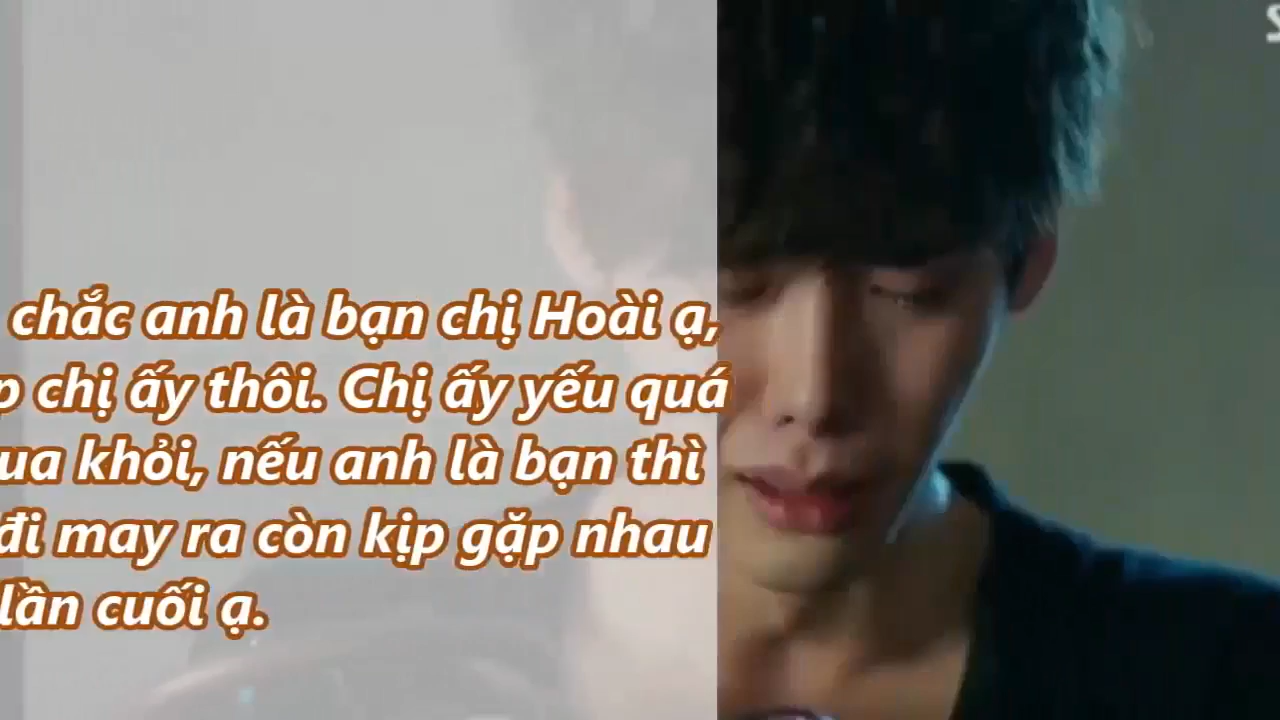 chắc anh là bạn chị Hoài ạ,
chị ấy thôi. Chị ấy yếu quá
khỏi, nếu anh là bạn thì
đi may ra còn kịp gặp nhau
lần cuối ạ.